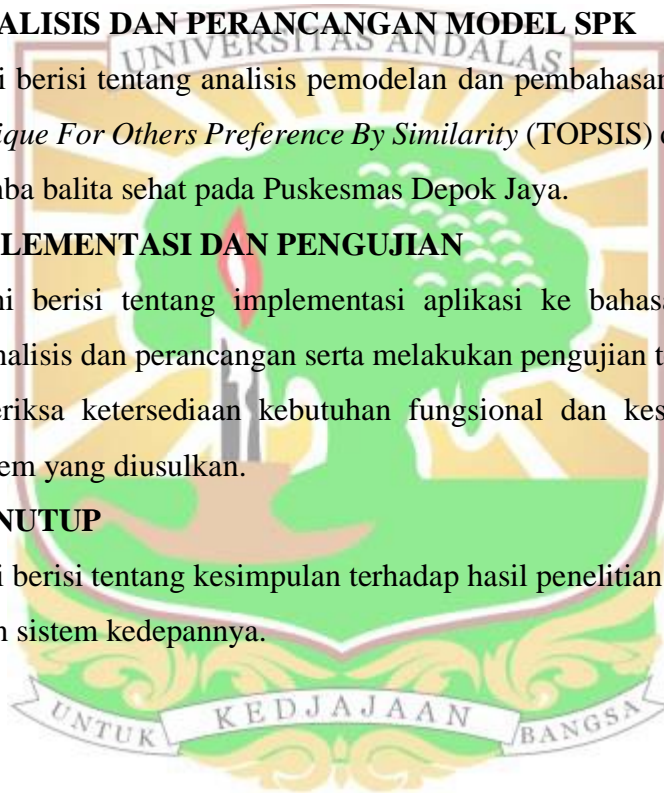 ALISIS DAN PERANCANGAN MODEL SPK
UNIVERSITAS ANDALAS
i berisi tentang analisis pemodelan dan pembahasan
ique For Others Preference By Similarity (TOPSIS)
ba balita sehat pada Puskesmas Depok Jaya.
LEMENTASI DAN PENGUJIAN
ni berisi tentang implementasi aplikasi ke bahasa
nalisis dan perancangan serta melakukan pengujian t
eriksa ketersediaan kebutuhan fungsional dan kes
em yang diusulkan.
NUTUP
i berisi tentang kesimpulan terhadap hasil penelitian
n sistem kedepannya.
UNTUK KEDJAJAAN BANGSA